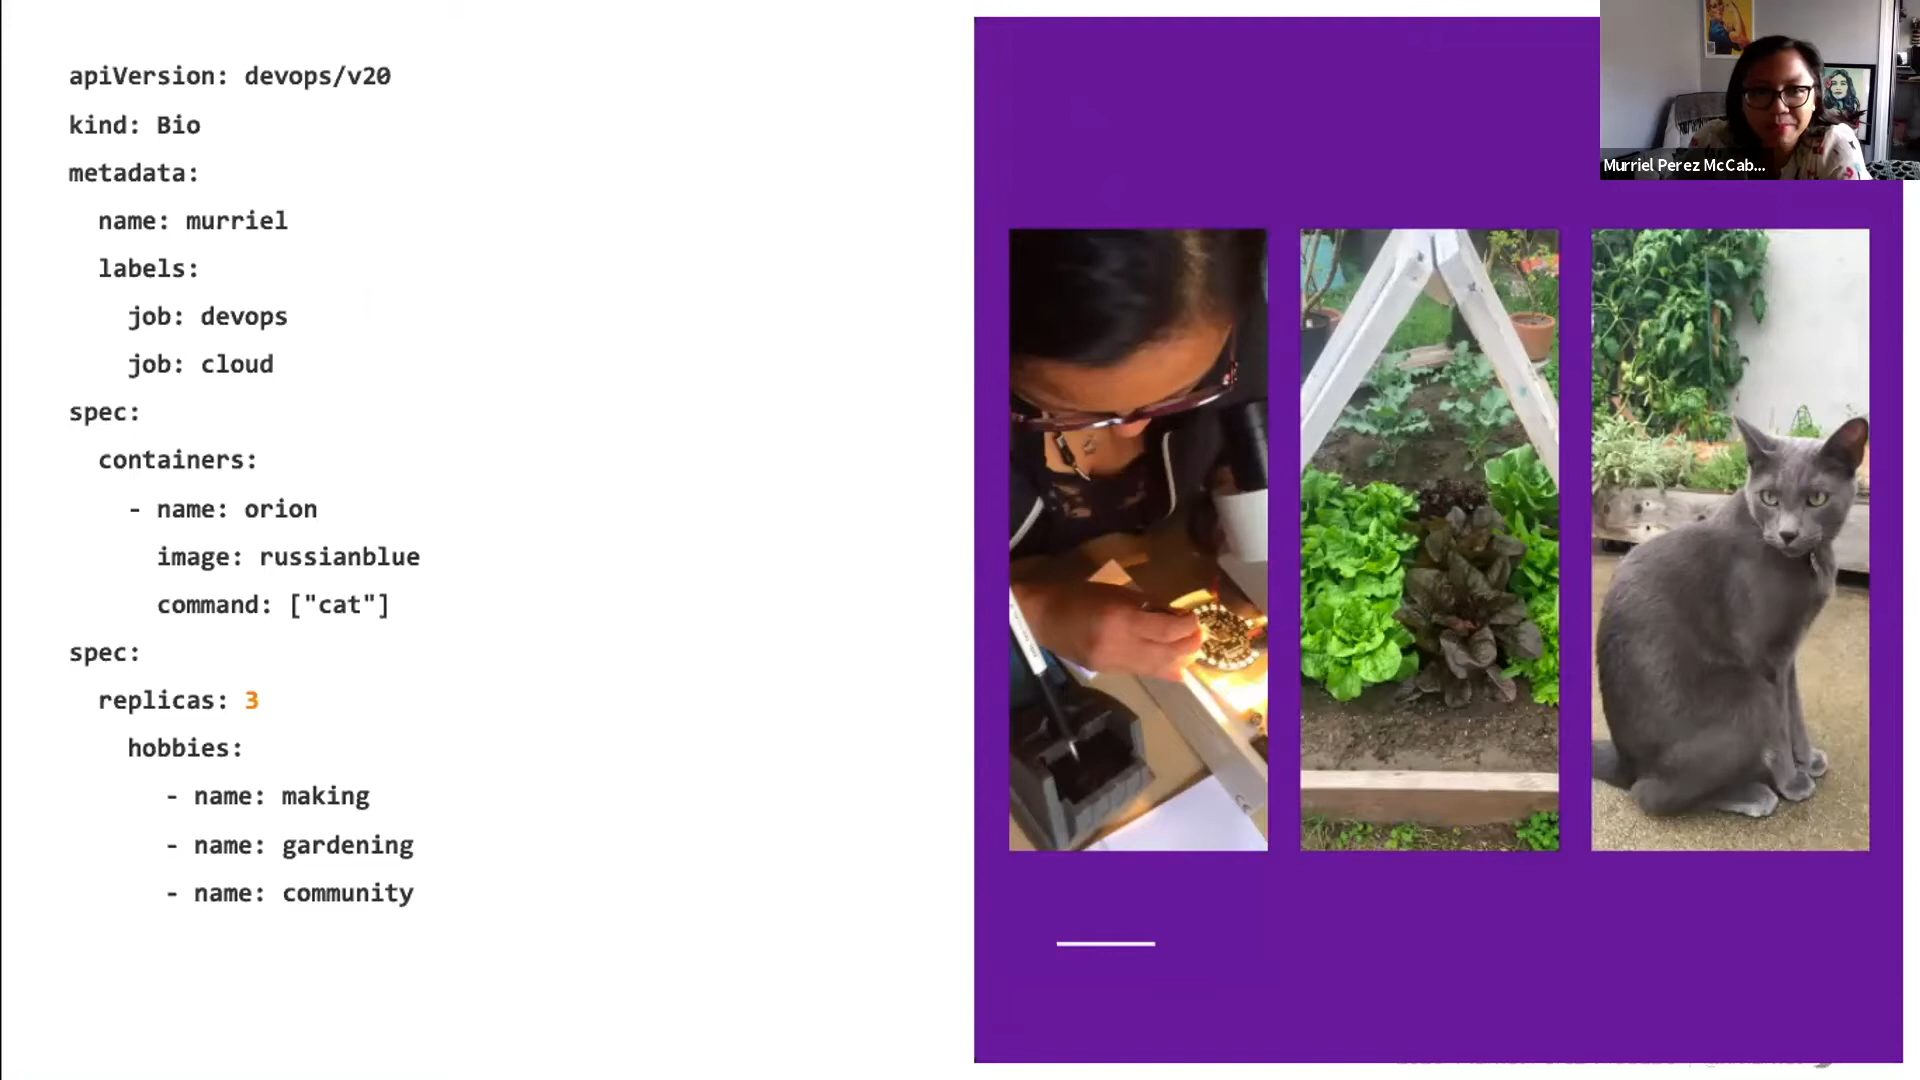 apiVersion: devops/v20
kind: Bio
metadata:
name: murriel
labels:
job: devops
job: cloud
spec:
containers:
- name: orion
image: russianblue
command: ["cat"]
spec:
replicas: 3
hobbies:
- name: making
- name: gardening
- name: community
Murriel Perez McCab...